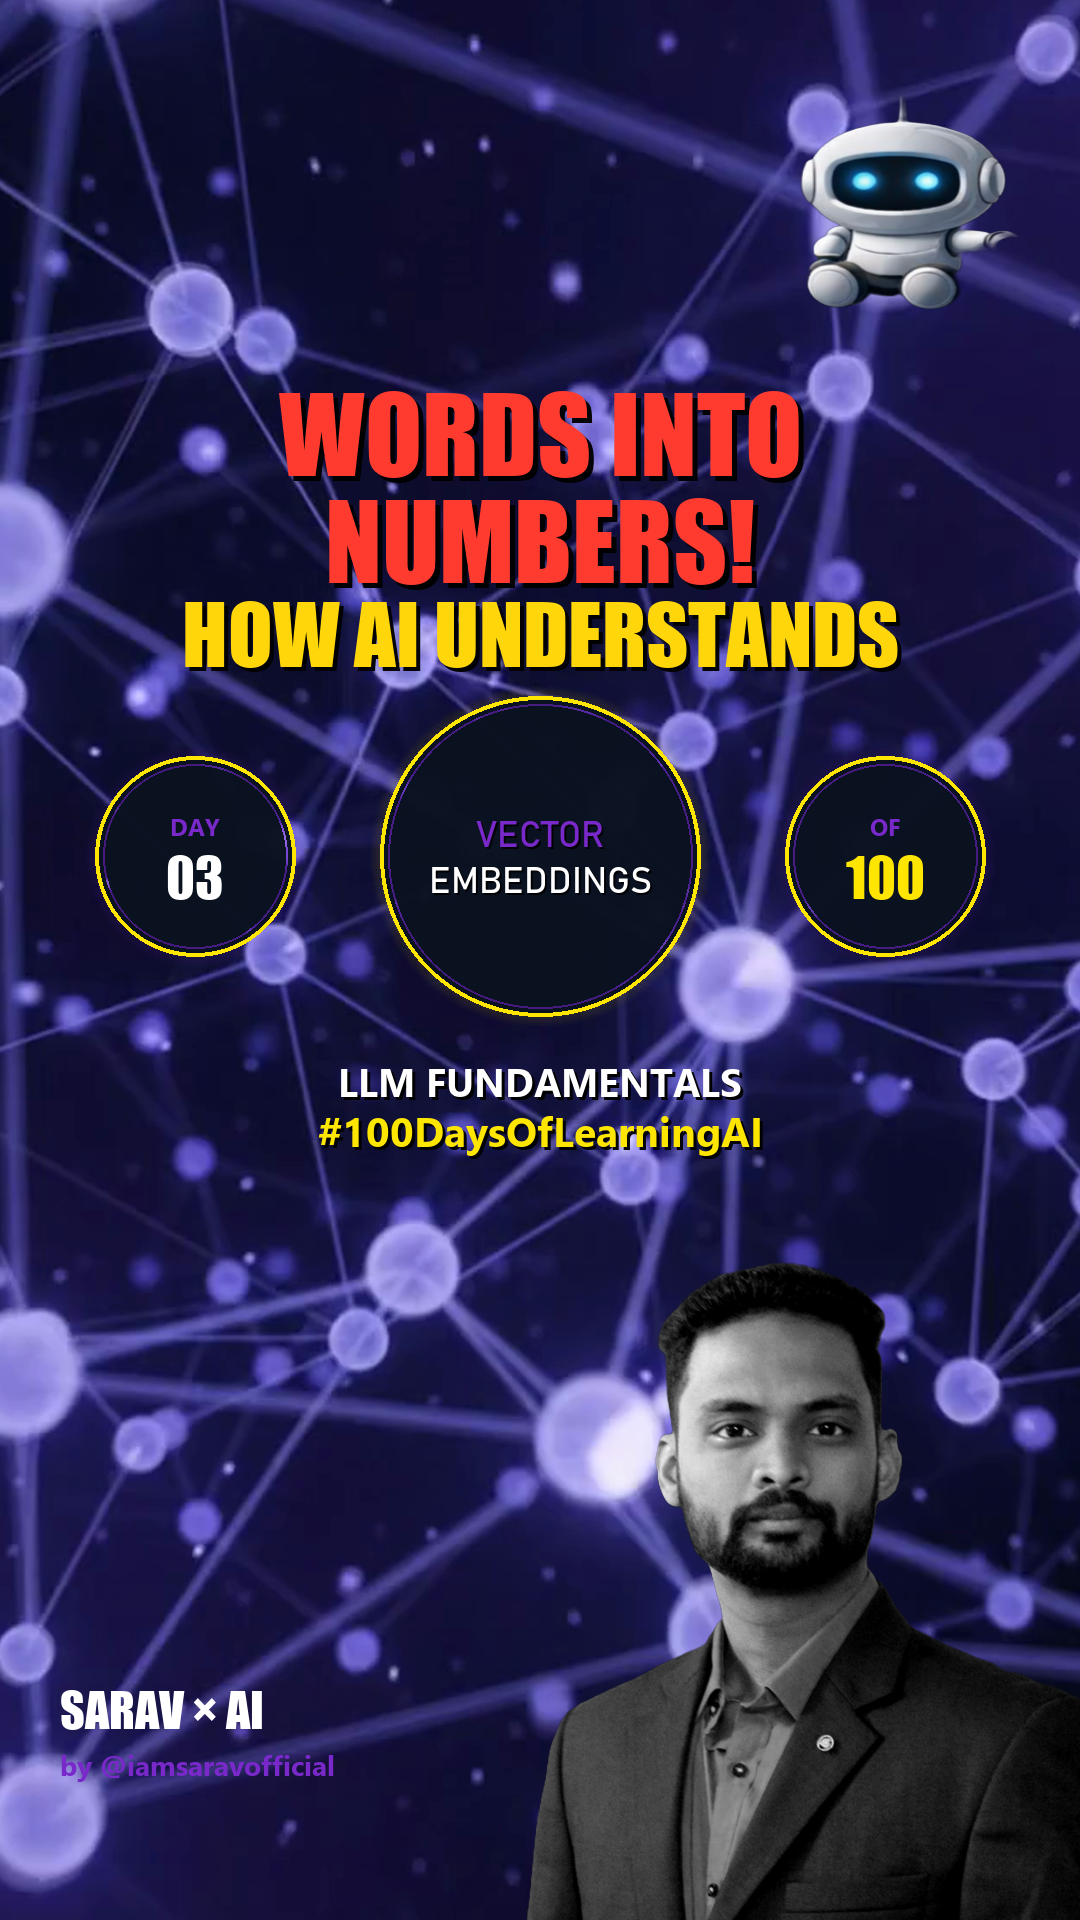 WORDS INTO
NUMBERS!
HOW AI UNDERSTANDS
DAY
03
VECTOR
EMBEDDINGS
OF
100
LLM FUNDAMENTALS
#100DaysOfLearningAI
SARAV × AI
by @iamsaravofficial